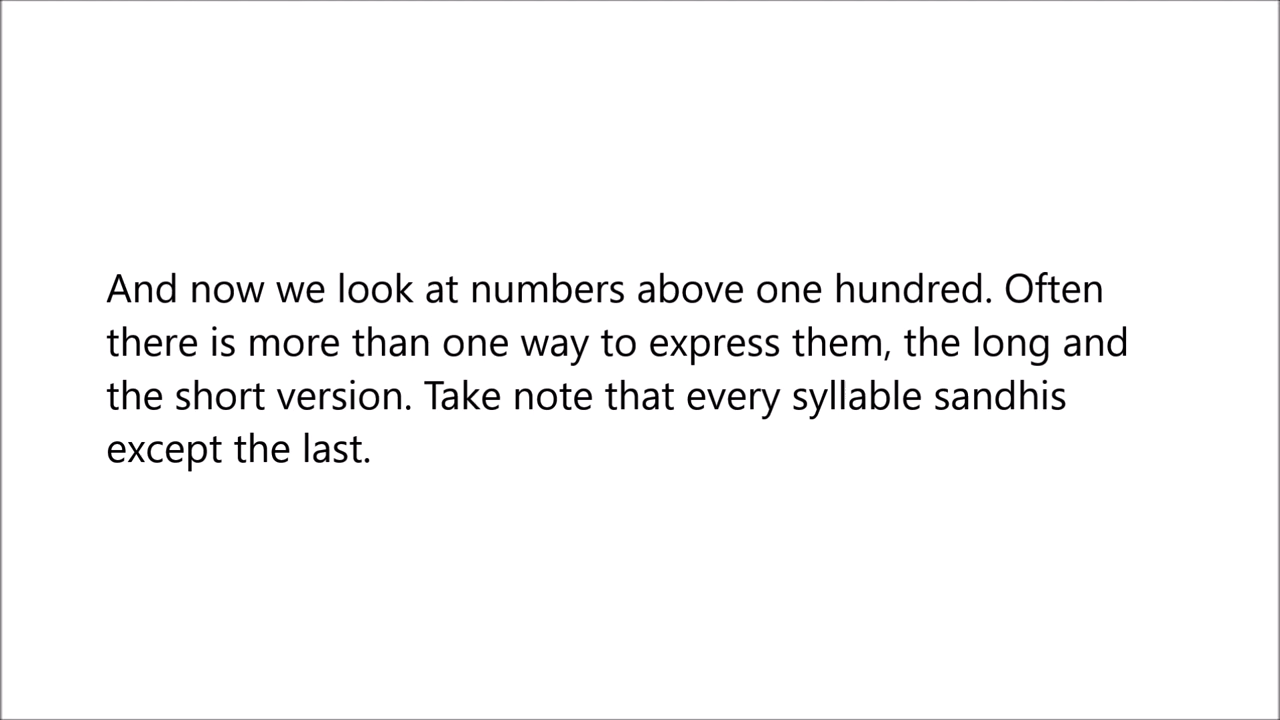 And now we look at numbers above one hundred. Often
there is more than one way to express them, the long and
the short version. Take note that every syllable sandhis
except the last.